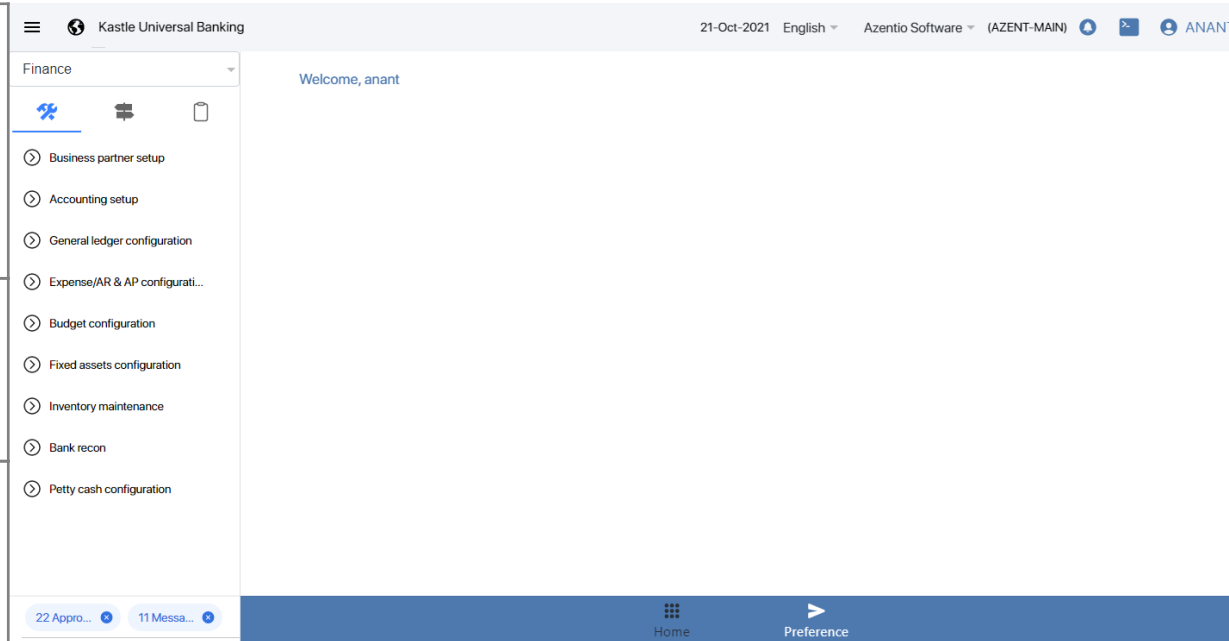 Kastle Universal Banking
21-Oct-2021 English Azentio Software (AZENT-MAIN) ANANT
Finance
Welcome, anant
Business partner setup
Accounting setup
General ledger configuration
Expense/AR & AP configurati...
Budget configuration
Fixed assets configuration
Inventory maintenance
Bank recon
Petty cash configuration
22 Appro... 11 Messa...
Home Preference